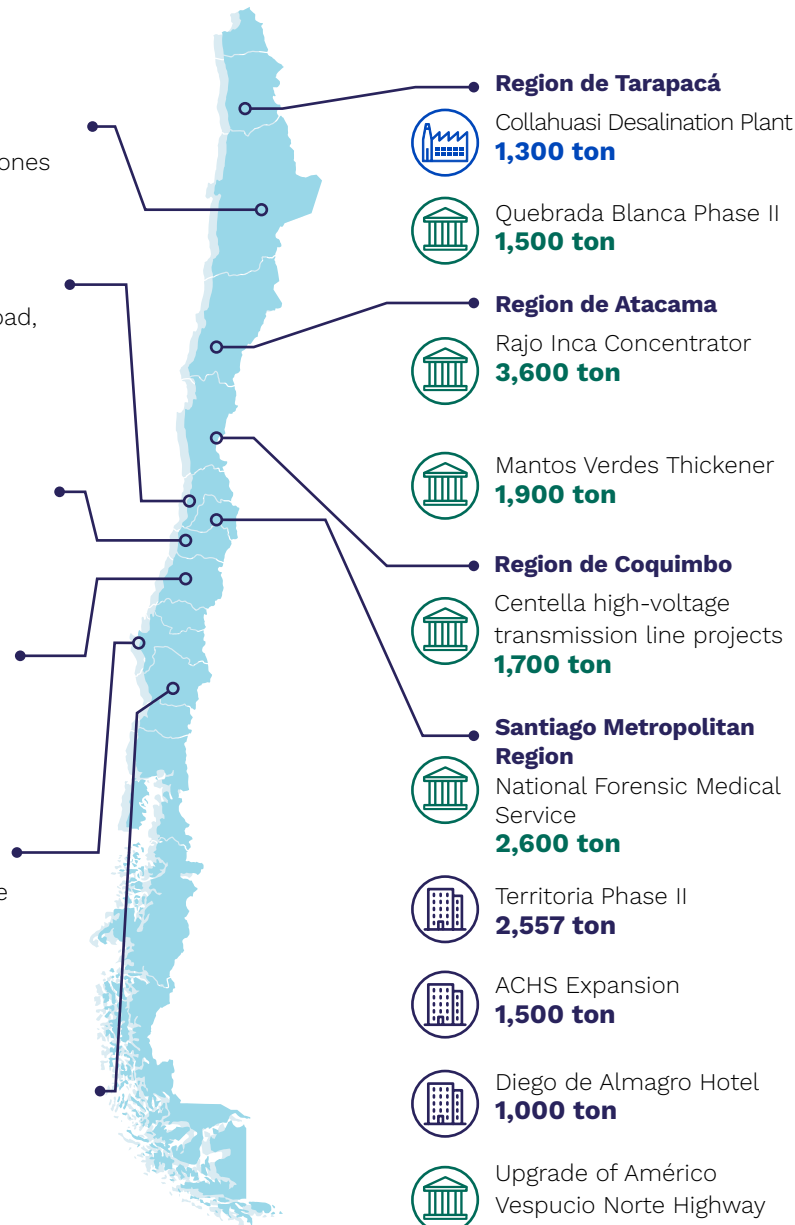 ones
oad,
e
Region de Tarapacá
Collahuasi Desalination Plant
1,300 ton
Quebrada Blanca Phase II
1,500 ton
Region de Atacama
Rajo Inca Concentrator
3,600 ton
Mantos Verdes Thickener
1,900 ton
Region de Coquimbo
Centella high-voltage
transmission line projects
1,700 ton
Santiago Metropolitan
Region
National Forensic Medical
Service
2,600 ton
Territoria Phase II
2,557 ton
ACHS Expansion
1,500 ton
Diego de Almagro Hotel
1,000 ton
Upgrade of Américo
Vespucio Norte Highway